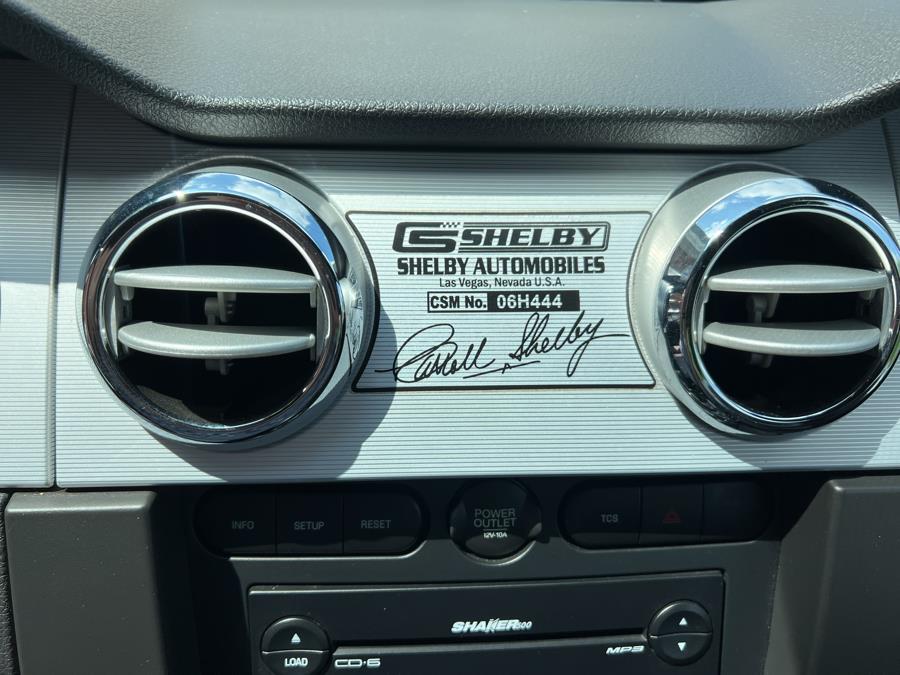 CS SHELBY
SHELBY AUTOMOBILES
Las Vegas, Nevada U.S.A.
CSM No. 06H444
Carroll Shelby
INFO SETUP RESET
POWER
OUTLET
12V-10A
TCS
SHAKER 500
LOAD
CD·6
MP3